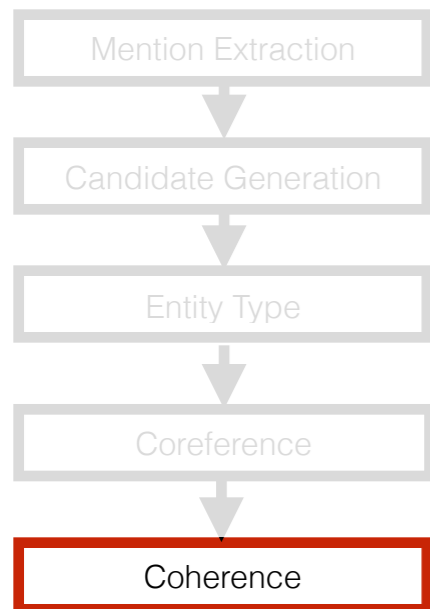 Mention Extraction
Candidate Generation
Entity Type
Coreference
Coherence